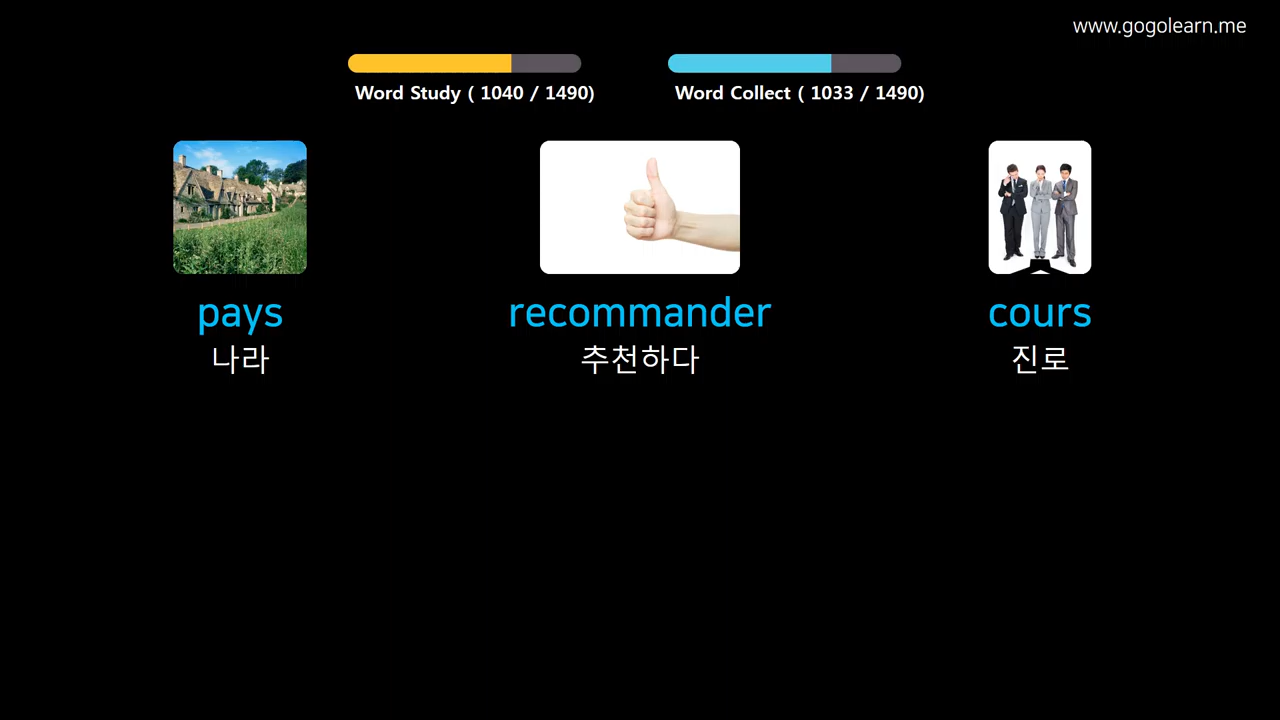 www.gogolearn.me
Word Study ( 1040 / 1490)
Word Collect ( 1033 / 1490)
pays
recommander
cours
나라
추천하다
진로